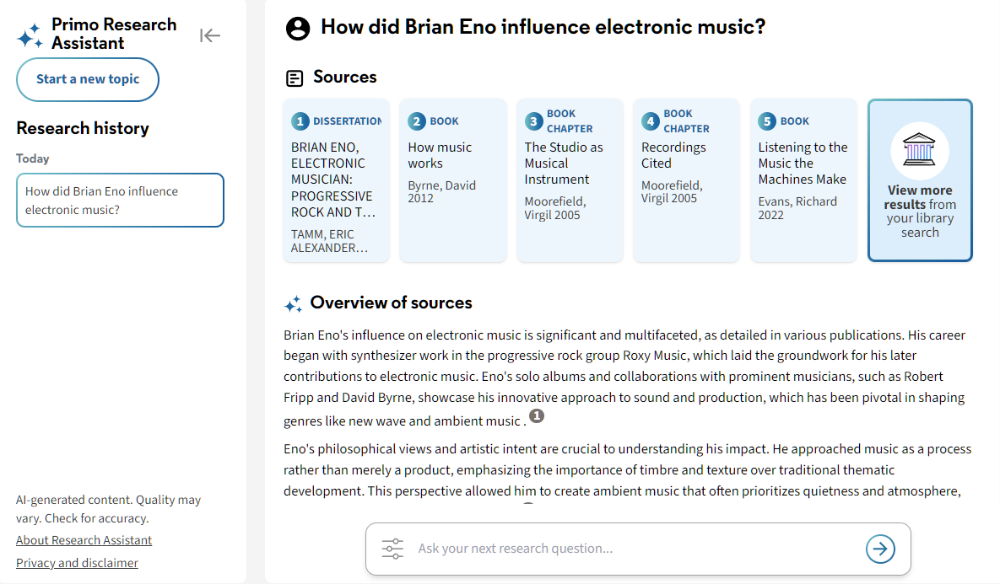 Primo Research
Assistant
Start a new topic
Research history
Today
How did Brian Eno influence
electronic music?
AI-generated content. Quality may
vary. Check for accuracy.
About Research Assistant
Privacy and disclaimer
How did Brian Eno influence electronic music?
Sources
1 DISSERTATION
BRIAN ENO,
ELECTRONIC
MUSICIAN:
PROGRESSIVE
ROCK AND T…
TAMM, ERIC
ALEXANDER…
2 BOOK
How music
works
Byrne, David
2012
3 BOOK
CHAPTER
The Studio as
Musical
Instrument
Moorefield,
Virgil 2005
4 BOOK
CHAPTER
Recordings
Cited
Moorefield,
Virgil 2005
5 BOOK
Listening to the
Music the
Machines Make
Evans, Richard
2022
View more
results from
your library
search
Overview of sources
Brian Eno's influence on electronic music is significant and multifaceted, as detailed in various publications. His career
began with synthesizer work in the progressive rock group Roxy Music, which laid the groundwork for his later
contributions to electronic music. Eno's solo albums and collaborations with prominent musicians, such as Robert
Fripp and David Byrne, showcase his innovative approach to sound and production, which has been pivotal in shaping
genres like new wave and ambient music . 1
Eno's philosophical views and artistic intent are crucial to understanding his impact. He approached music as a process
rather than merely a product, emphasizing the importance of timbre and texture over traditional thematic
development. This perspective allowed him to create ambient music that often prioritizes quietness and atmosphere,
Ask your next research question...